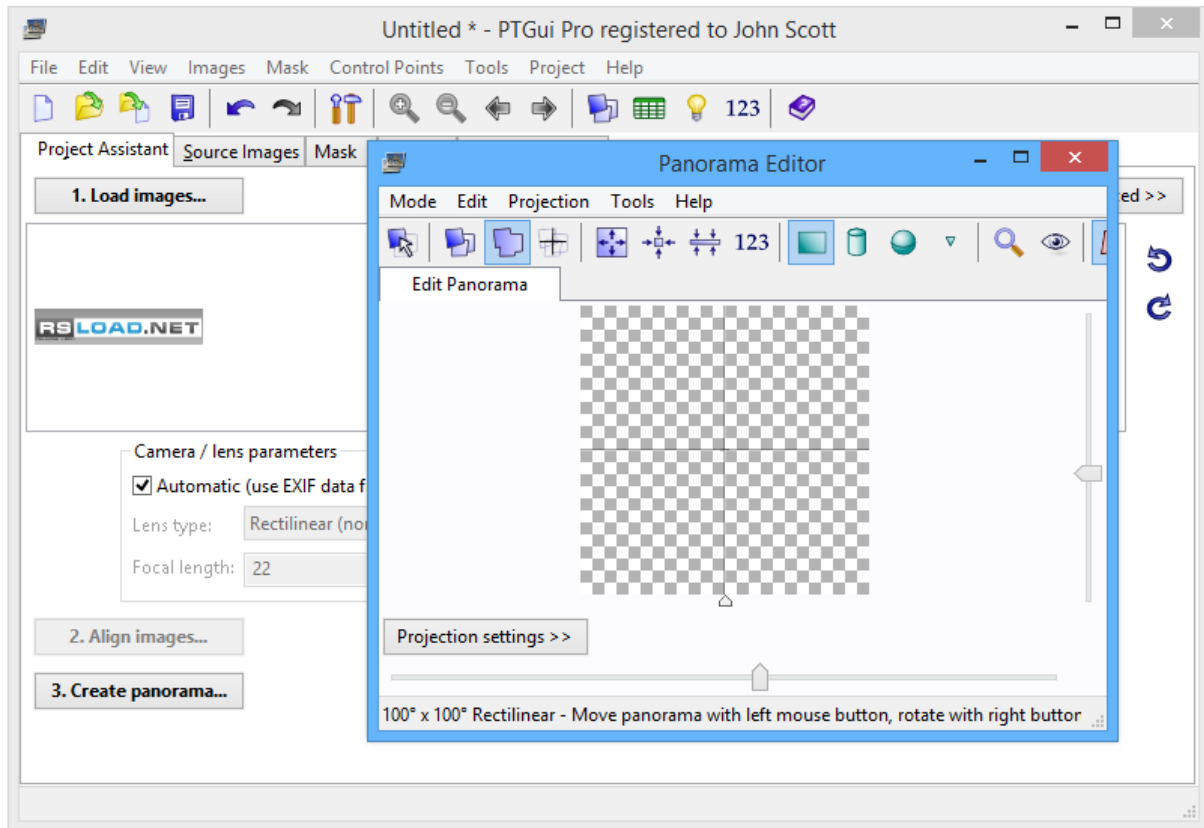 Untitled * - PTGui Pro registered to John Scott
File Edit View Images Mask Control Points Tools Project Help
123
Project Assistant Source Images Mask
1. Load images...
RSLOAD.NET
Camera / lens parameters
Automatic (use EXIF data f
Lens type: Rectilinear (nor
Focal length: 22
2. Align images...
3. Create panorama...
ed >>
Panorama Editor
Mode Edit Projection Tools Help
123
Edit Panorama
Projection settings >>
100° x 100° Rectilinear - Move panorama with left mouse button, rotate with right button